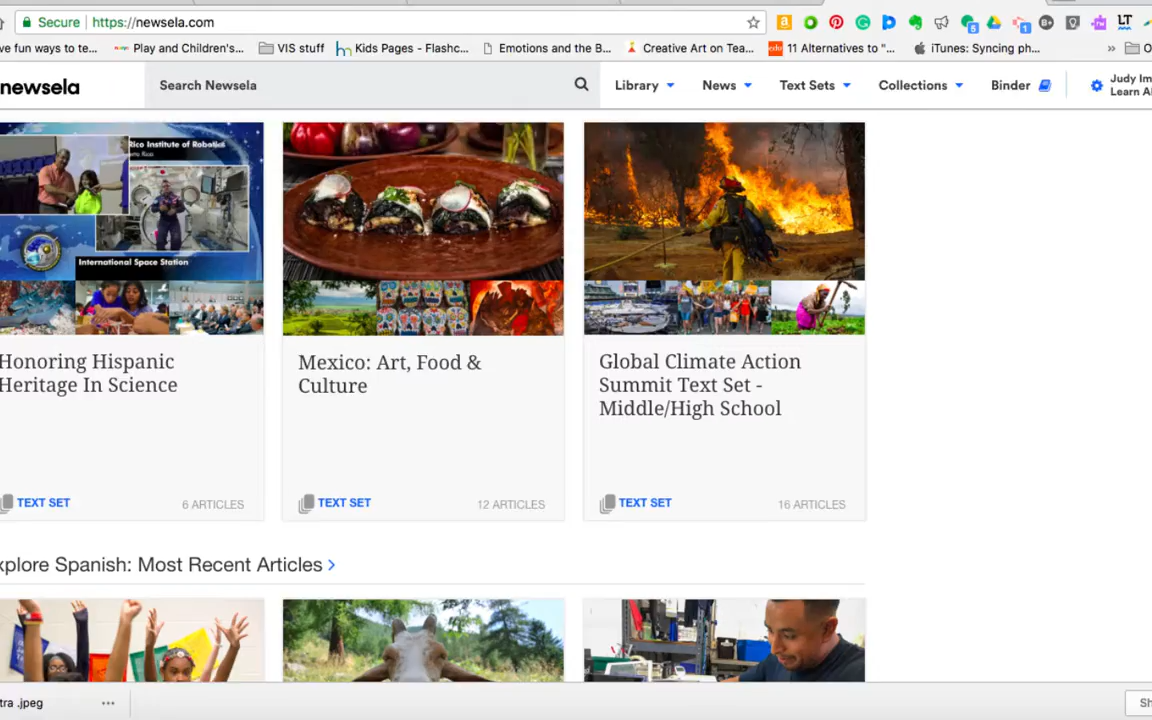 Secure https://newsela.com
ve fun ways to te... Play and Children's... VIS stuff Kids Pages - Flashc... Emotions and the B... Creative Art on Tea... 11 Alternatives to "... iTunes: Syncing ph... »
newsela Search Newsela Library News Text Sets Collections Binder Judy Im
Learn Al
Rico Institute of Robotics
International Space Station
Honoring Hispanic
Heritage In Science
TEXT SET 6 ARTICLES
Mexico: Art, Food &
Culture
TEXT SET 12 ARTICLES
Global Climate Action
Summit Text Set -
Middle/High School
TEXT SET 16 ARTICLES
xplore Spanish: Most Recent Articles >
tra .jpeg ... Sh